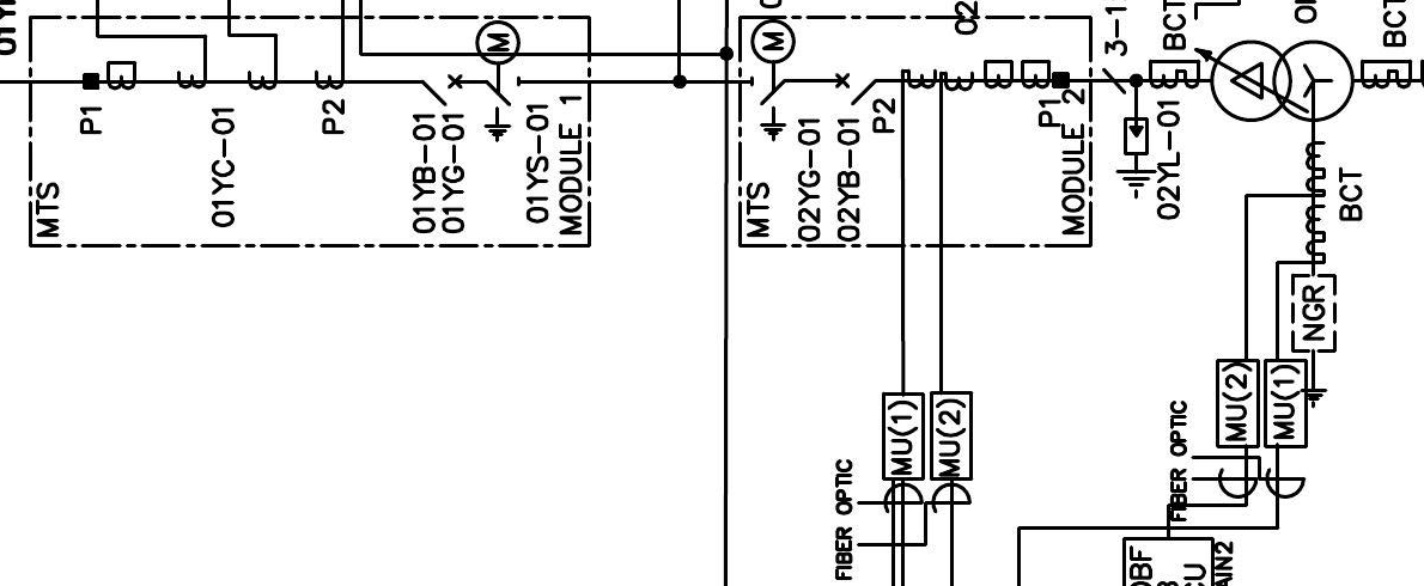 M
P1
01YC-01
P2
01YB-01
01YG-01
01YS-01
MODULE 1
MTS
M
02
MTS
02YG-01
02YB-01
P2
P1
MODULE 2
3-1
02YL-01
BCT
BCT
BCT
NGR
MU(1)
MU(2)
FIBER OPTIC
FIBER OPTIC
MU(2)
MU(1)
FIBER OPTIC